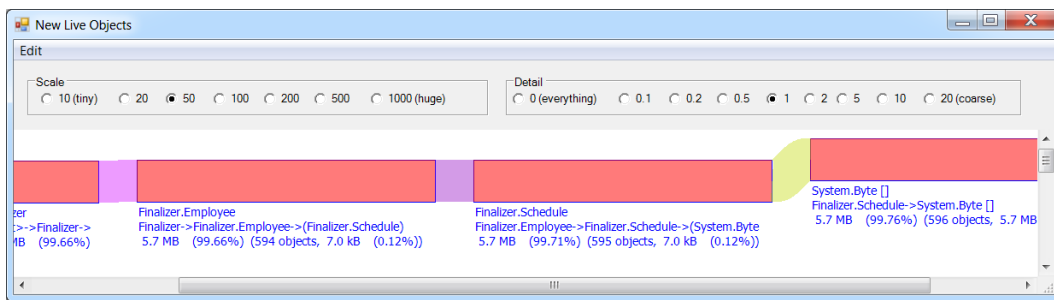 New Live Objects
Edit
Scale
10 (tiny) 20 50 100 200 500 1000 (huge)
Detail
0 (everything) 0.1 0.2 0.5 1 2 5 10 20 (coarse)
zer
t>->Finalizer->
MB (99.66%)
Finalizer.Employee
Finalizer->Finalizer.Employee->(Finalizer.Schedule)
5.7 MB (99.66%) (594 objects, 7.0 kB (0.12%))
Finalizer.Schedule
Finalizer.Employee->Finalizer.Schedule->(System.Byte
5.7 MB (99.71%) (595 objects, 7.0 kB (0.12%))
System.Byte []
Finalizer.Schedule->System.Byte []
5.7 MB (99.76%) (596 objects, 5.7 MB